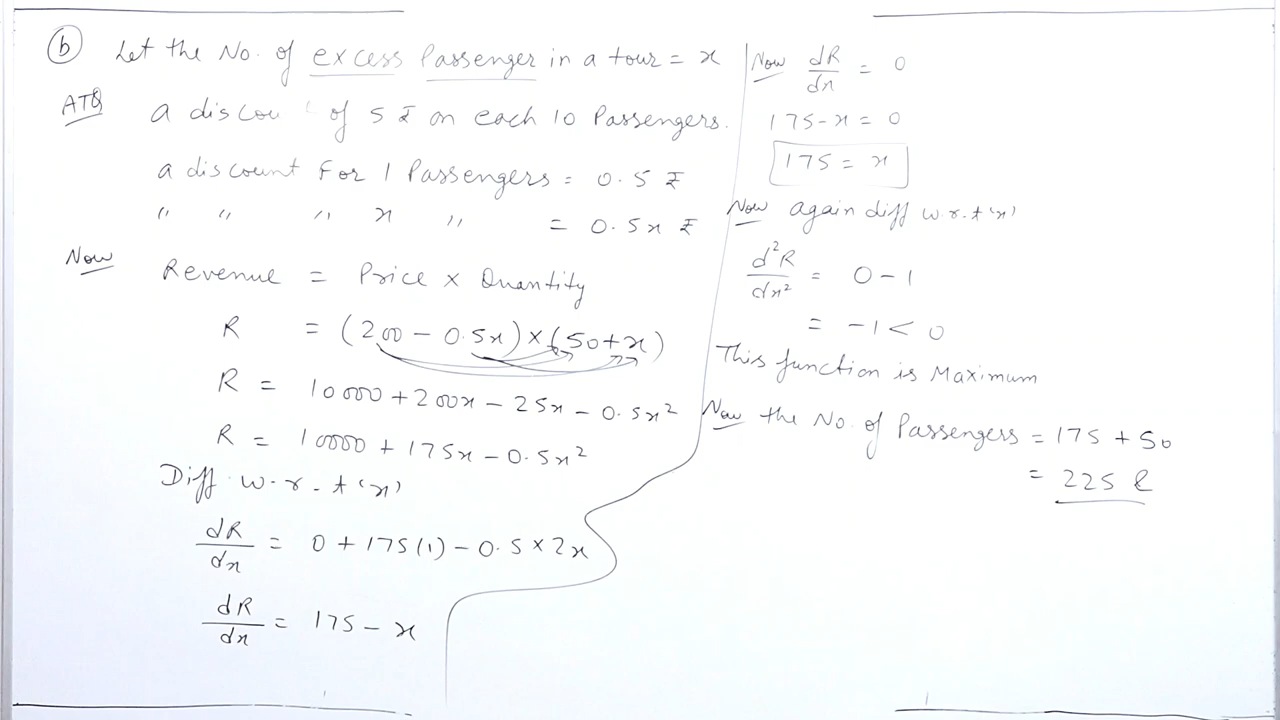 (b) Let the No. of excess Passenger in a tour = x
ATQ a discou of 5 ₹ on each 10 Passengers.
a discount For 1 Passengers = 0.5 ₹
" " " x " = 0.5x ₹
Now Revenue = Price × Quantity
R = (200 - 0.5x) × (50+x)
R = 10000 + 200x - 25x - 0.5x²
R = 10000 + 175x - 0.5x²
Diff w.r.t 'x'
dR/dx = 0 + 175(1) - 0.5 × 2x
dR/dx = 175 - x
Now dR/dx = 0
175 - x = 0
175 = x
Now again diff w.r.t 'x'
d²R/dx² = 0 - 1
= -1 < 0
This function is Maximum
Now the No. of Passengers = 175 + 50
= 225